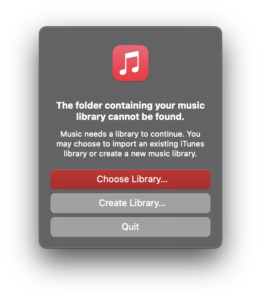 The folder containing your music
library cannot be found.
Music needs a library to continue. You
may choose to import an existing iTunes
library or create a new music library.
Choose Library...
Create Library...
Quit